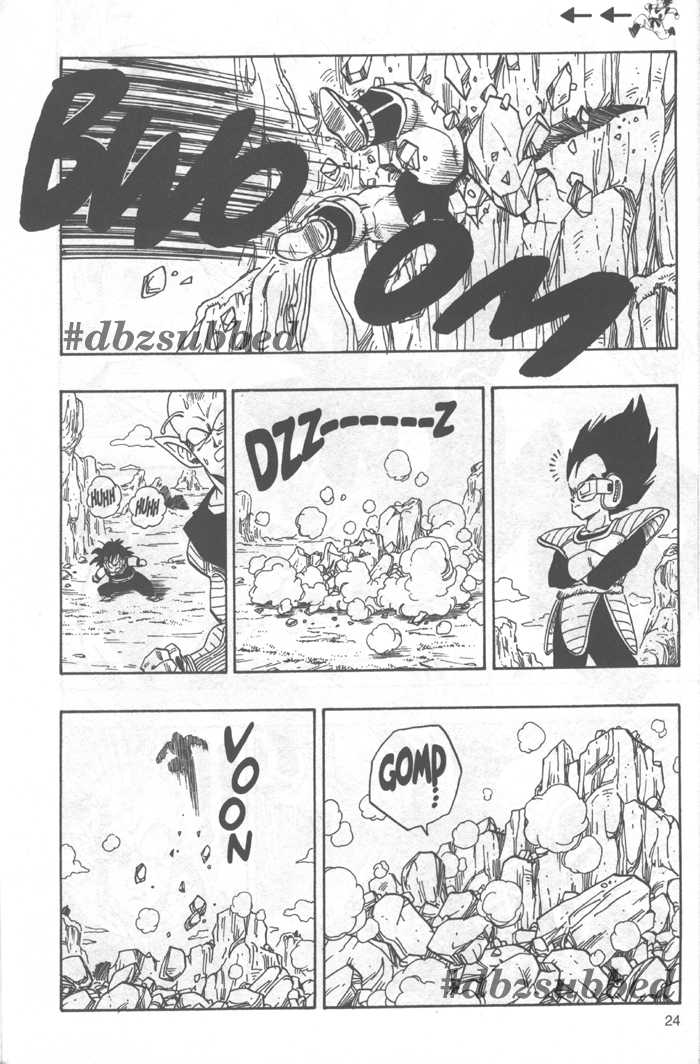 BWOOM
#dbzsubbed
DZZ------Z
HUHH
HUHH
GOMP...
VOON
#dbzsubbed
24